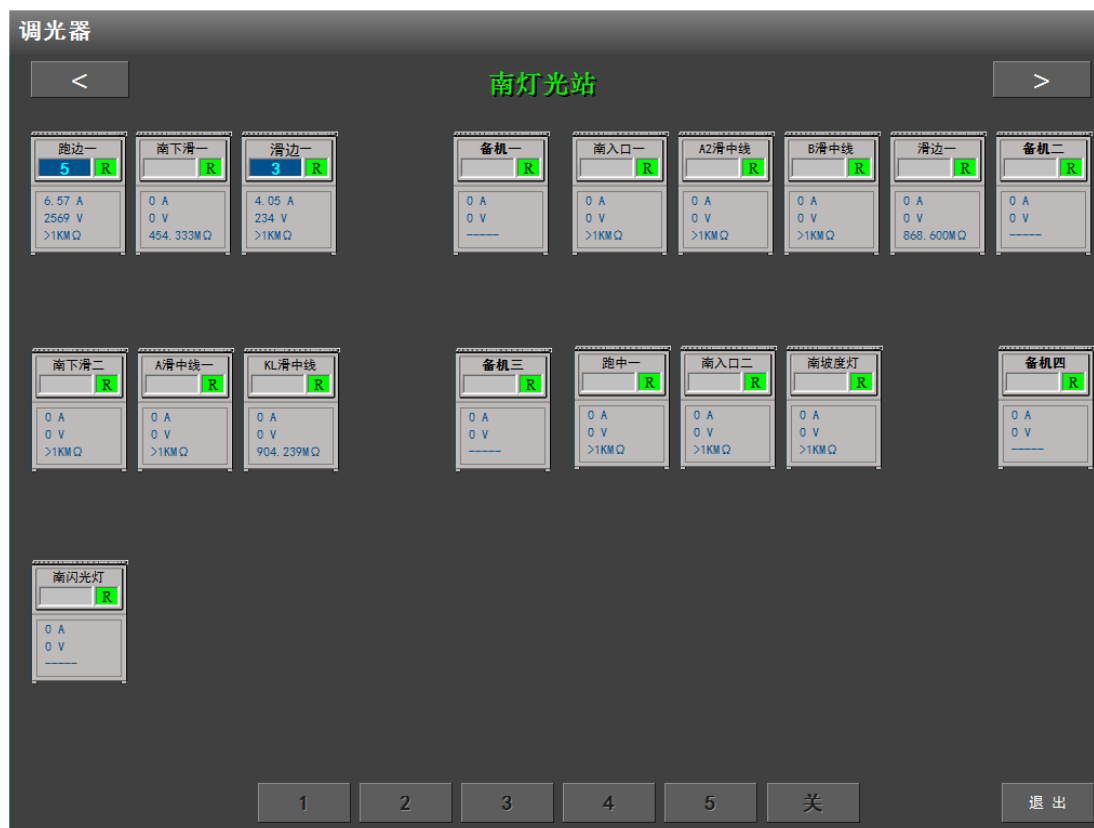 调光器
<
南灯光站
>
跑边一
5 R
6.57 A
2569 V
>1KMΩ
南下滑一
R
0 A
0 V
454.333MΩ
滑边一
3 R
4.05 A
234 V
>1KMΩ
备机一
R
0 A
0 V
-----
南入口一
R
0 A
0 V
>1KMΩ
A2滑中线
R
0 A
0 V
>1KMΩ
B滑中线
R
0 A
0 V
>1KMΩ
滑边一
R
0 A
0 V
868.600MΩ
备机二
R
0 A
0 V
-----
南下滑二
R
0 A
0 V
>1KMΩ
A滑中线一
R
0 A
0 V
>1KMΩ
KL滑中线
R
0 A
0 V
904.239MΩ
备机三
R
0 A
0 V
-----
跑中一
R
0 A
0 V
>1KMΩ
南入口二
R
0 A
0 V
>1KMΩ
南坡度灯
R
0 A
0 V
>1KMΩ
备机四
R
0 A
0 V
-----
南闪光灯
R
0 A
0 V
-----
1 2 3 4 5 关 退出